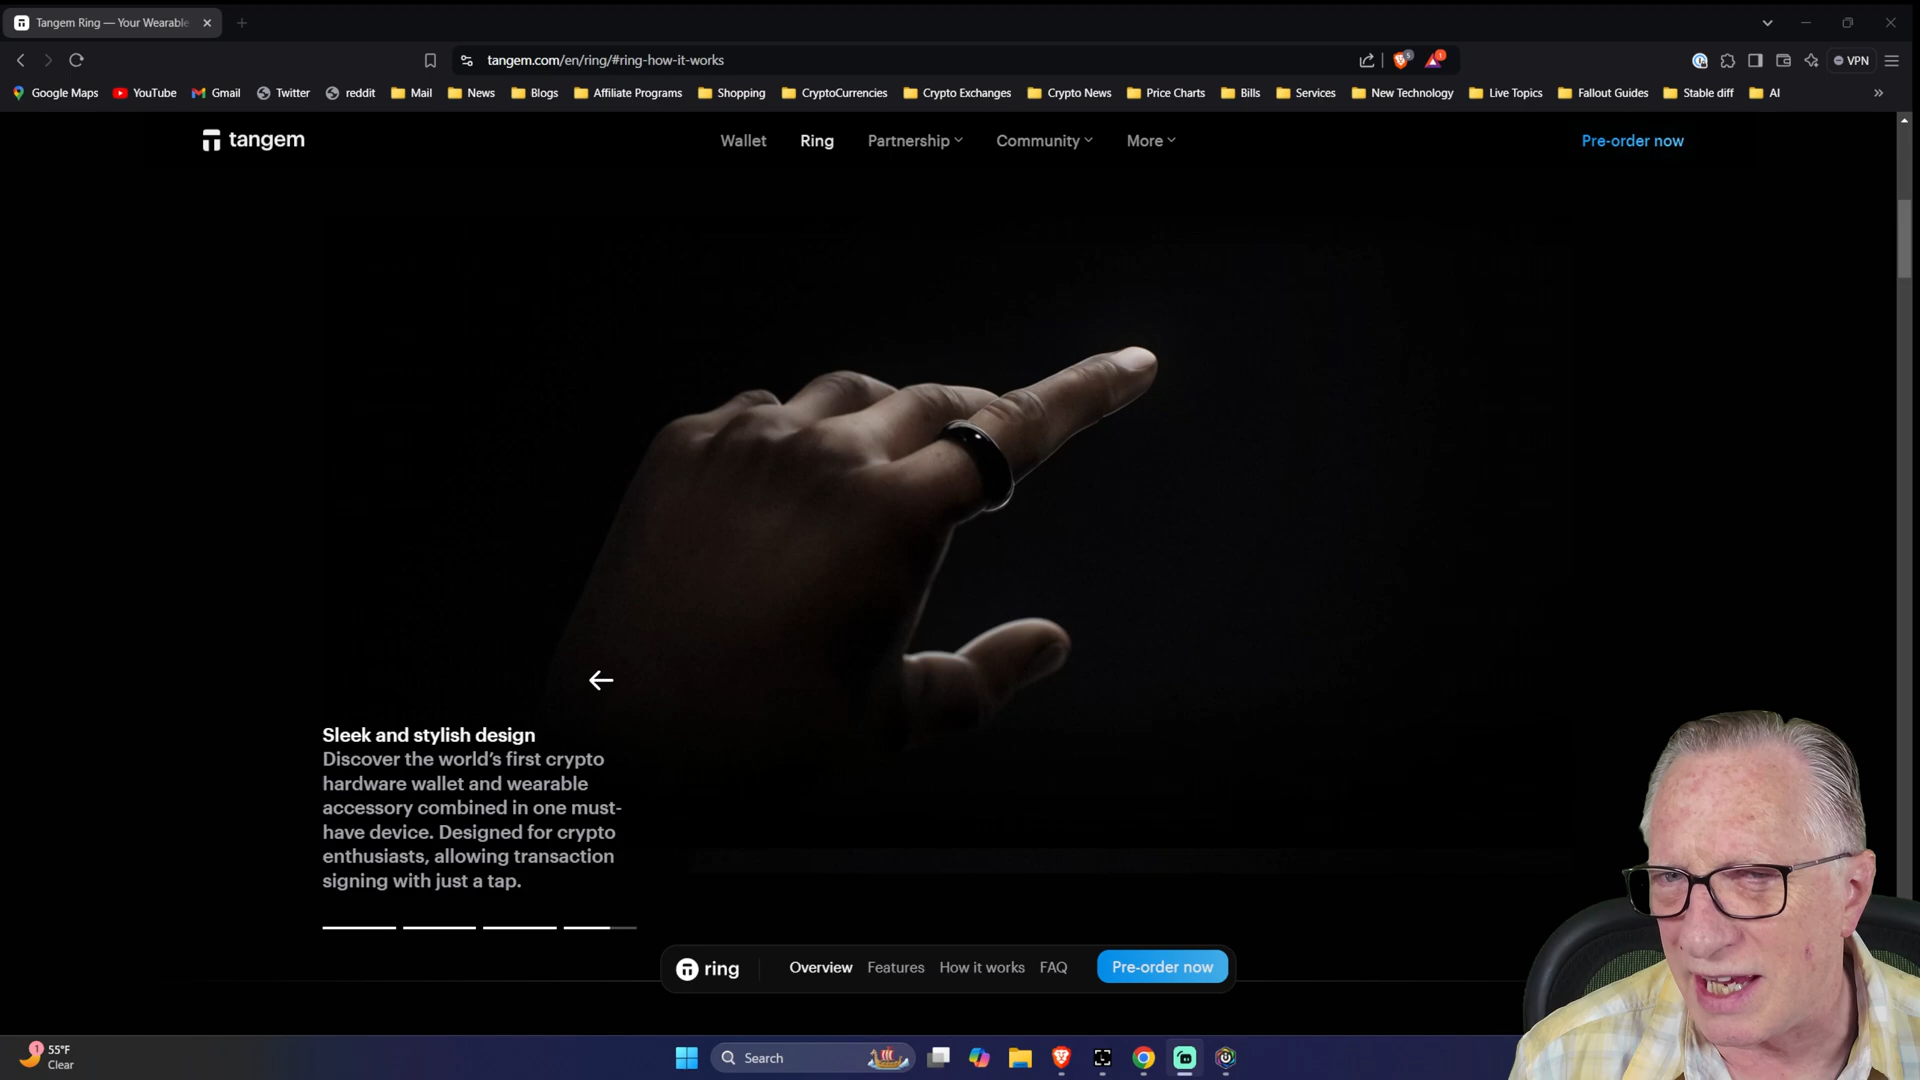 Tangem Ring — Your Wearable
tangem.com/en/ring/#ring-how-it-works
5
1
VPN
Google Maps YouTube Gmail Twitter reddit Mail News Blogs Affiliate Programs Shopping CryptoCurrencies Crypto Exchanges Crypto News Price Charts Bills Services New Technology Live Topics Fallout Guides Stable diff AI
tangem Wallet Ring Partnership Community More Pre-order now
Sleek and stylish design
Discover the world's first crypto
hardware wallet and wearable
accessory combined in one must-
have device. Designed for crypto
enthusiasts, allowing transaction
signing with just a tap.
ring Overview Features How it works FAQ Pre-order now
1
55°F
Clear
Search